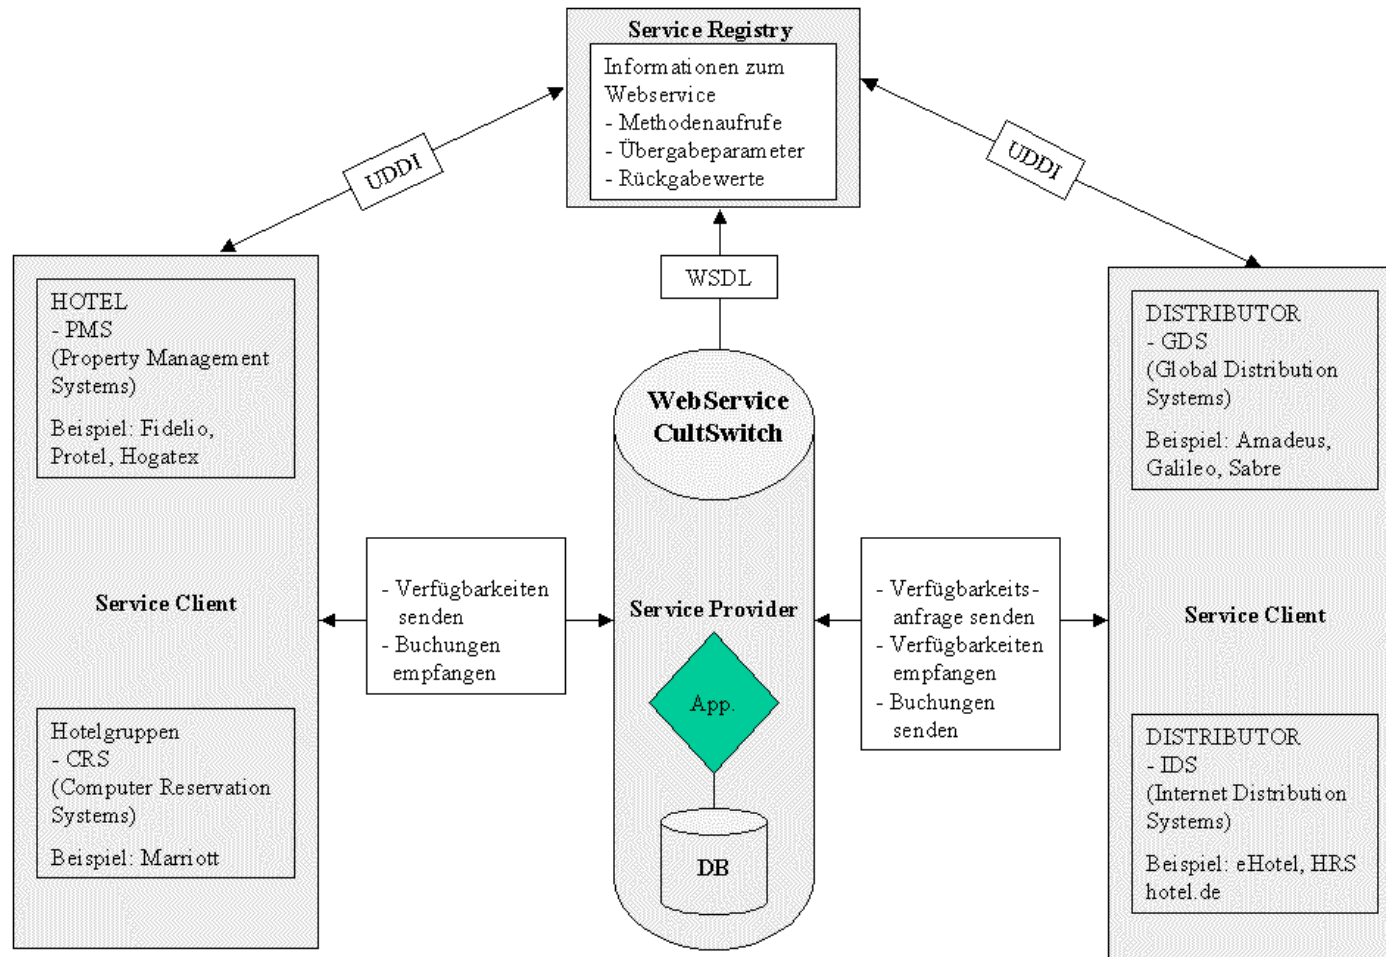 Service Registry
Informationen zum
Webservice
- Methodenaufrufe
- Übergabeparameter
- Rückgabewerte
UDDI
UDDI
WSDL
HOTEL
- PMS
(Property Management
Systems)
Beispiel: Fidelio,
Protel, Hogatex
Service Client
Hotelgruppen
- CRS
(Computer Reservation
Systems)
Beispiel: Marriott
- Verfügbarkeiten
senden
- Buchungen
empfangen
WebService
CultSwitch
Service Provider
App.
DB
- Verfügbarkeits-
anfrage senden
- Verfügbarkeiten
empfangen
- Buchungen
senden
DISTRIBUTOR
- GDS
(Global Distribution
Systems)
Beispiel: Amadeus,
Galileo, Sabre
Service Client
DISTRIBUTOR
- IDS
(Internet Distribution
Systems)
Beispiel: eHotel, HRS
hotel.de